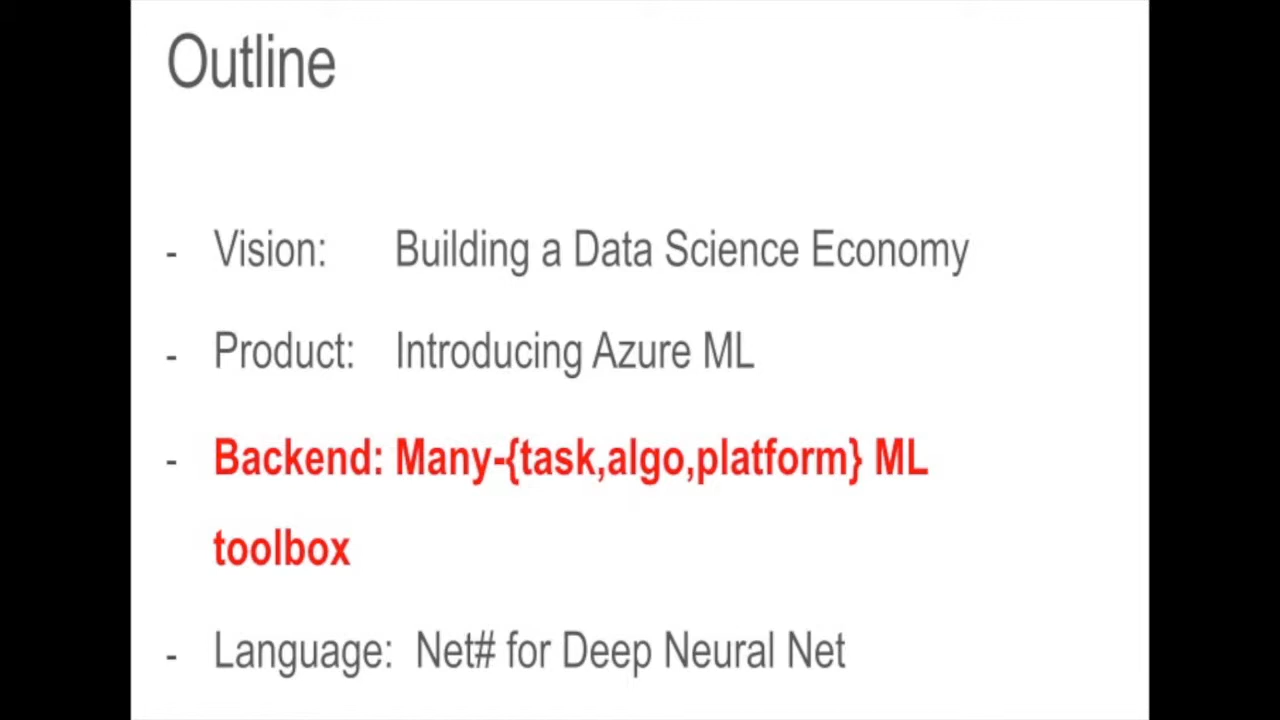 Outline
- Vision: Building a Data Science Economy
- Product: Introducing Azure ML
- Backend: Many-{task,algo,platform} ML
toolbox
- Language: Net# for Deep Neural Net